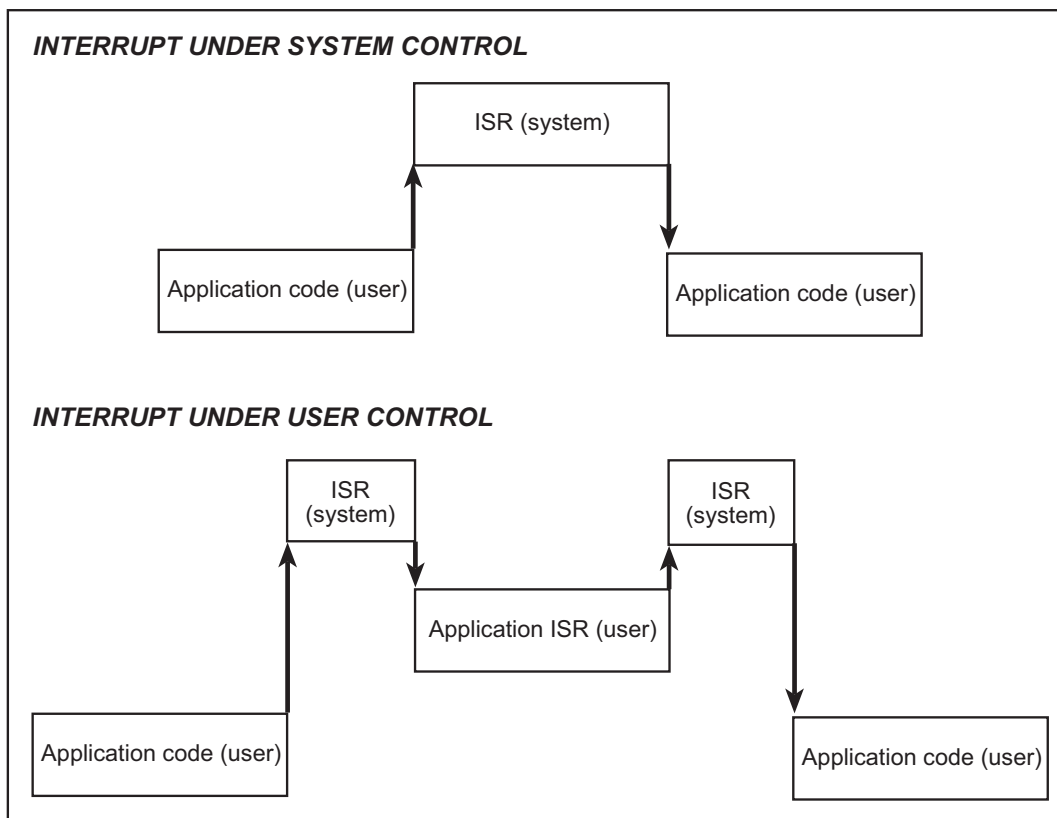 INTERRUPT UNDER SYSTEM CONTROL
ISR (system)
Application code (user)
Application code (user)
INTERRUPT UNDER USER CONTROL
ISR
(system)
ISR
(system)
Application ISR (user)
Application code (user)
Application code (user)